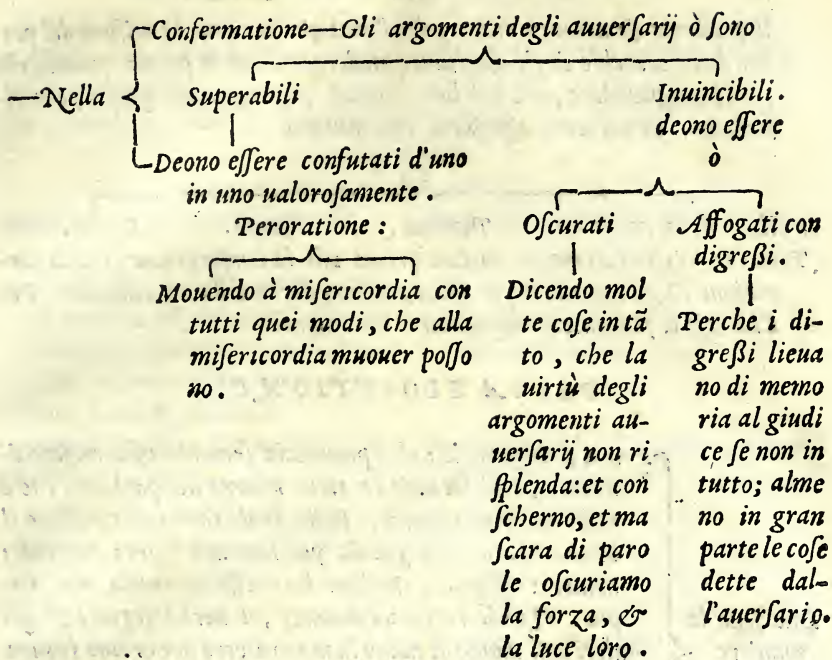 Confermatione—Gli argomenti degli auuerſarij ò ſono
—Nella
Superabili
Deono eſſere confutati d'uno
in uno ualoroſamente .
Peroratione :
Mouendo à miſericordia con
tutti quei modi, che alla
miſericordia muouer poſſo
no.
Inuincibili.
deono eſſere
ò
Oſcurati
Dicendo mol
te coſe in tã
to , che la
uirtù degli
argomenti au-
uerſarij non ri-
ſplenda:et con
ſcherno, et ma
ſcara di paro
le oſcuriamo
la forza, &
la luce loro .
Affogati con
digreßi.
Perche i di-
greßi lieua
no di memo
ria al giudi
ce ſe non in
tutto; alme
no in gran
parte le coſe
dette dal-
l'auerſario.